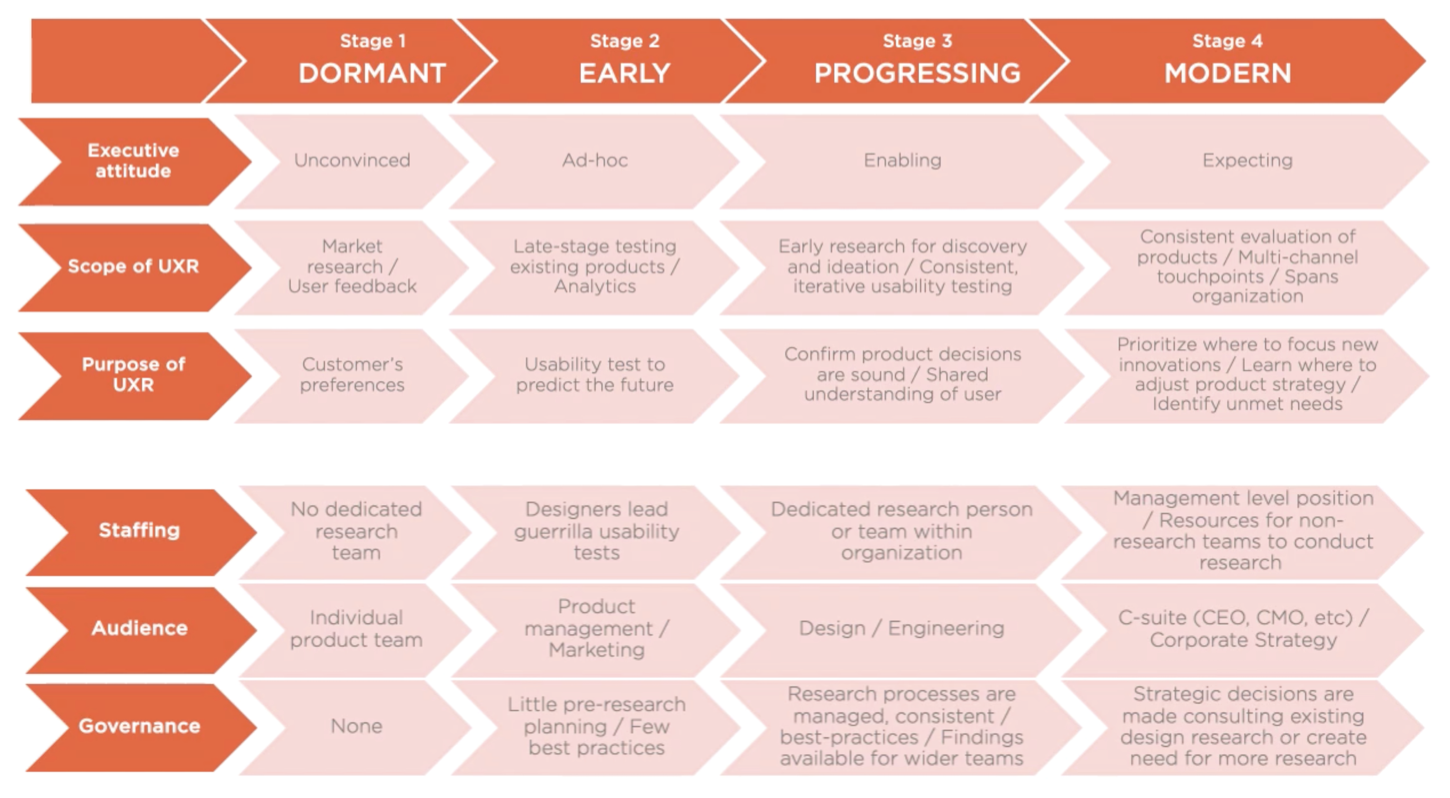 Stage 1
DORMANT
Stage 2
EARLY
Stage 3
PROGRESSING
Stage 4
MODERN
Executive
attitude
Unconvinced
Ad-hoc
Enabling
Expecting
Scope of UXR
Market
research /
User feedback
Late-stage testing
existing products /
Analytics
Early research for discovery
and ideation / Consistent,
iterative usability testing
Consistent evaluation of
products / Multi-channel
touchpoints / Spans
organization
Purpose of
UXR
Customer's
preferences
Usability test to
predict the future
Confirm product decisions
are sound / Shared
understanding of user
Prioritize where to focus new
innovations / Learn where to
adjust product strategy /
Identify unmet needs
Staffing
No dedicated
research
team
Designers lead
guerrilla usability
tests
Dedicated research person
or team within
organization
Management level position
/ Resources for non-
research teams to conduct
research
Audience
Individual
product team
Product
management /
Marketing
Design / Engineering
C-suite (CEO, CMO, etc) /
Corporate Strategy
Governance
None
Little pre-research
planning / Few
best practices
Research processes are
managed, consistent /
best-practices / Findings
available for wider teams
Strategic decisions are
made consulting existing
design research or create
need for more research